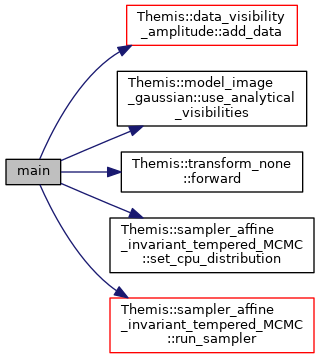 Themis::data_visibility
_amplitude::add_data
Themis::model_image
_gaussian::use_analytical
_visibilities
main
Themis::transform_none
::forward
Themis::sampler_affine
_invariant_tempered_MCMC
::set_cpu_distribution
Themis::sampler_affine
_invariant_tempered_MCMC
::run_sampler